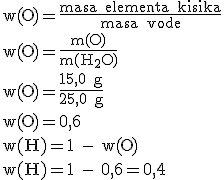 w(O)=masa elementa kisika/masa vode
w(O)=m(O)/m(H₂O)
w(O)=15,0 g/25,0 g
w(O)=0,6
w(H)=1 - w(O)
w(H)=1 - 0,6=0,4